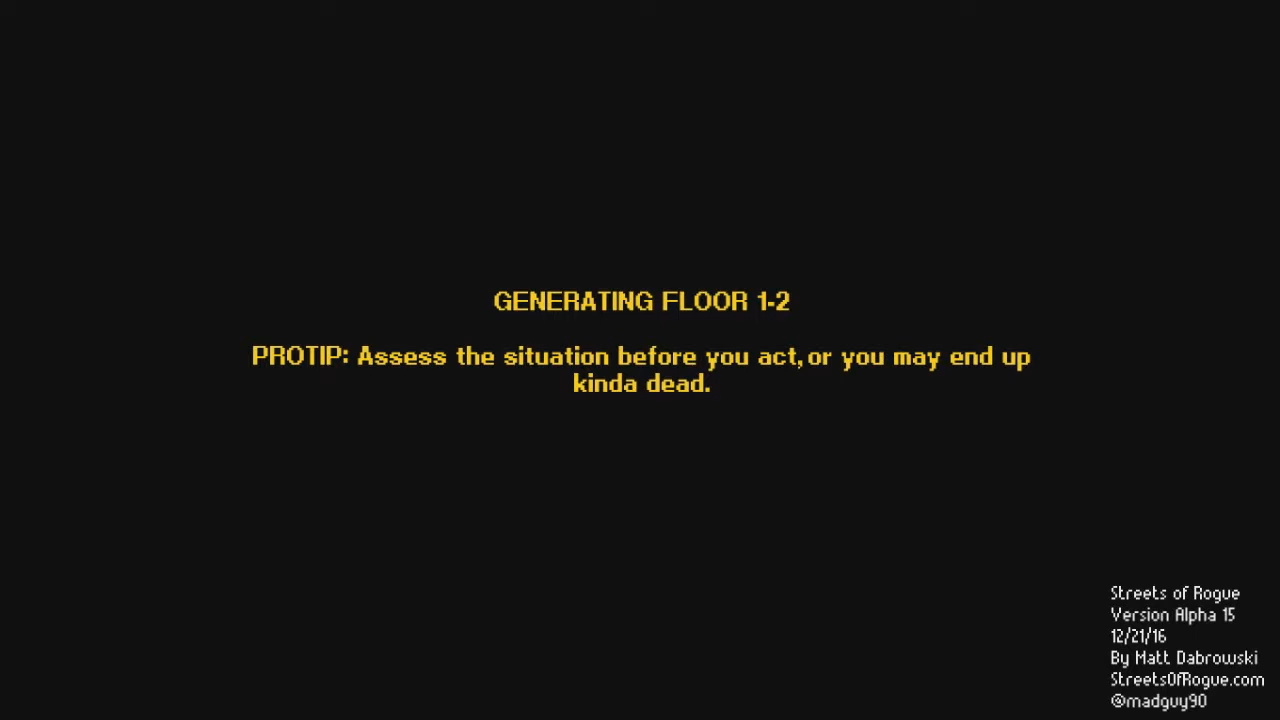 GENERATING FLOOR 1-2
PROTIP: Assess the situation before you act, or you may end up
kinda dead.
Streets of Rogue
Version Alpha 15
12/21/16
By Matt Dabrowski
StreetsOfRogue.com
@madguy90